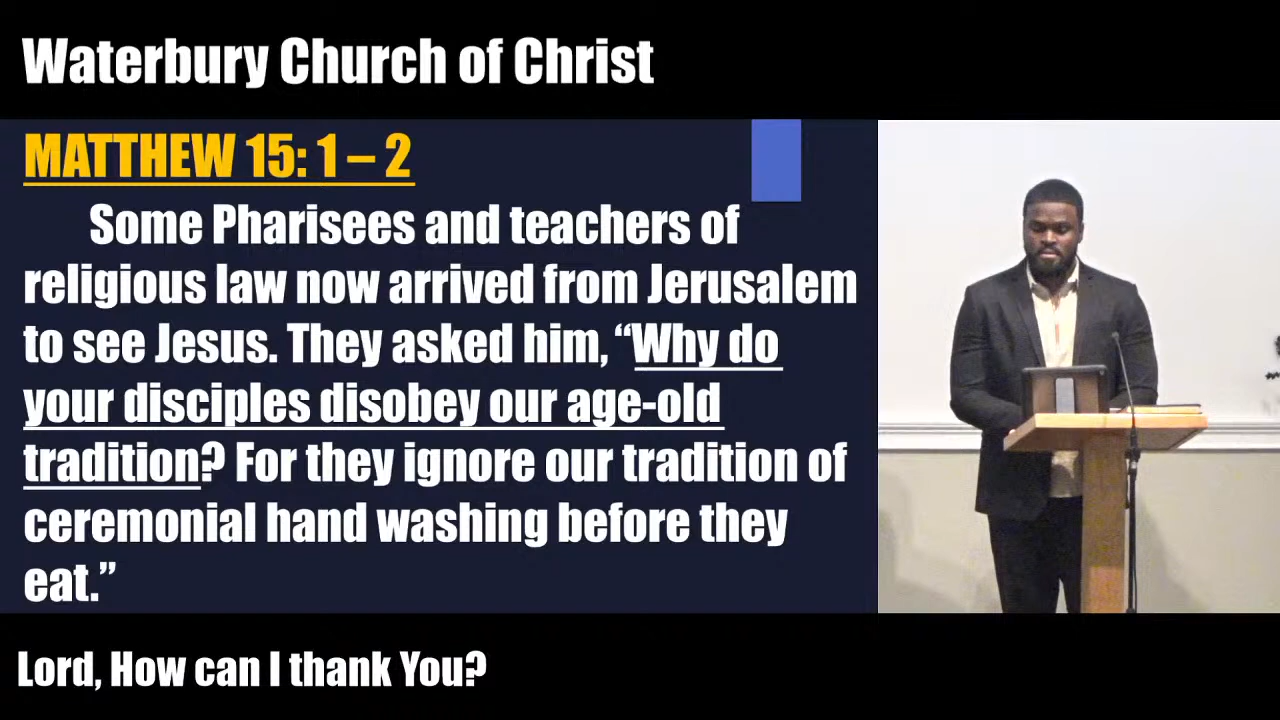 Waterbury Church of Christ
MATTHEW 15: 1 – 2
Some Pharisees and teachers of
religious law now arrived from Jerusalem
to see Jesus. They asked him, “Why do
your disciples disobey our age-old
tradition? For they ignore our tradition of
ceremonial hand washing before they
eat.”
Lord, How can I thank You?